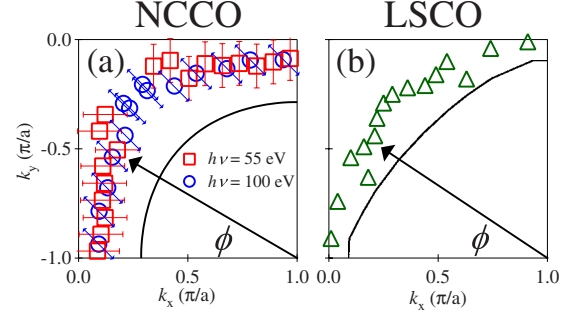 NCCO LSCO
(a) (b)
0.0
-0.5
-1.0
k_y (π/a)
hν = 55 eV
hν = 100 eV
ϕ ϕ
0.0 0.5 1.0 0.0 0.5 1.0
k_x (π/a) k_x (π/a)